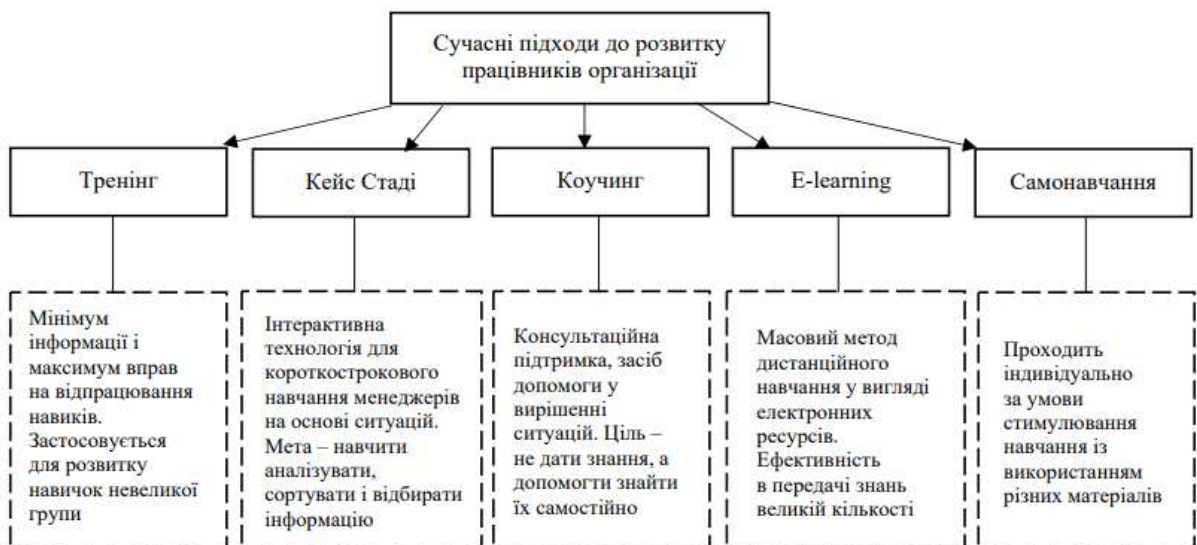 Сучасні підходи до розвитку
працівників організації
Тренінг
Кейс Стаді
Коучинг
E-learning
Самонавчання
Мінімум
інформації і
максимум вправ
на відпрацювання
навиків.
Застосовується
для розвитку
навичок невеликої
групи
Інтерактивна
технологія для
короткострокового
навчання менеджерів
на основі ситуацій.
Мета – навчити
аналізувати,
сортувати і відбирати
інформацію
Консультаційна
підтримка, засіб
допомоги у
вирішенні
ситуацій. Ціль –
не дати знання, а
допомогти знайти
їх самостійно
Масовий метод
дистанційного
навчання у вигляді
електронних
ресурсів.
Ефективність
в передачі знань
великій кількості
Проходить
індивідуально
за умови
стимулювання
навчання із
використанням
різних матеріалів